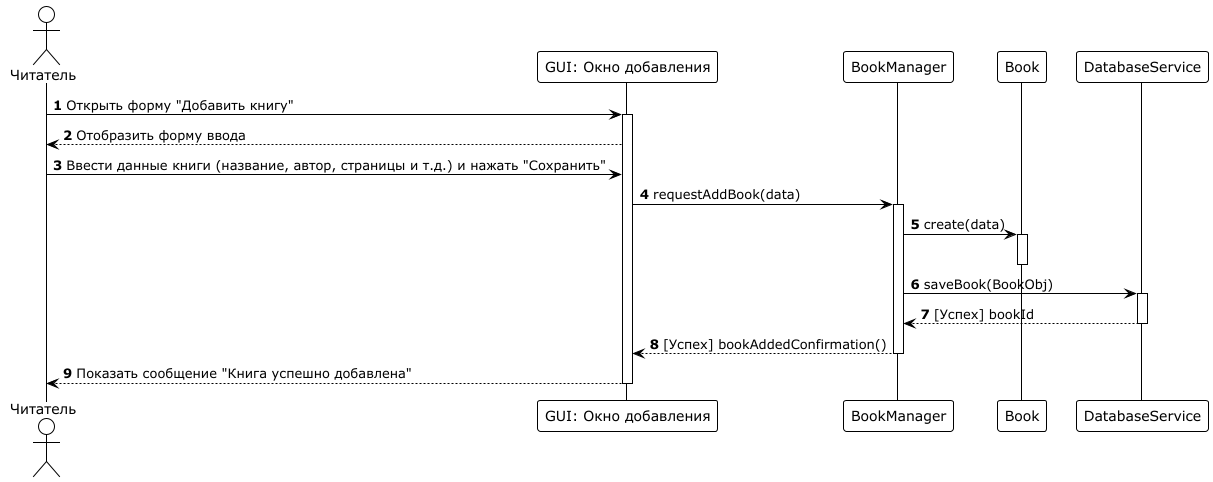 Читатель
GUI: Окно добавления
BookManager
Book
DatabaseService
1 Открыть форму "Добавить книгу"
2 Отобразить форму ввода
3 Ввести данные книги (название, автор, страницы и т.д.) и нажать "Сохранить"
4 requestAddBook(data)
5 create(data)
6 saveBook(BookObj)
7 [Успех] bookId
8 [Успех] bookAddedConfirmation()
9 Показать сообщение "Книга успешно добавлена"
Читатель
GUI: Окно добавления
BookManager
Book
DatabaseService